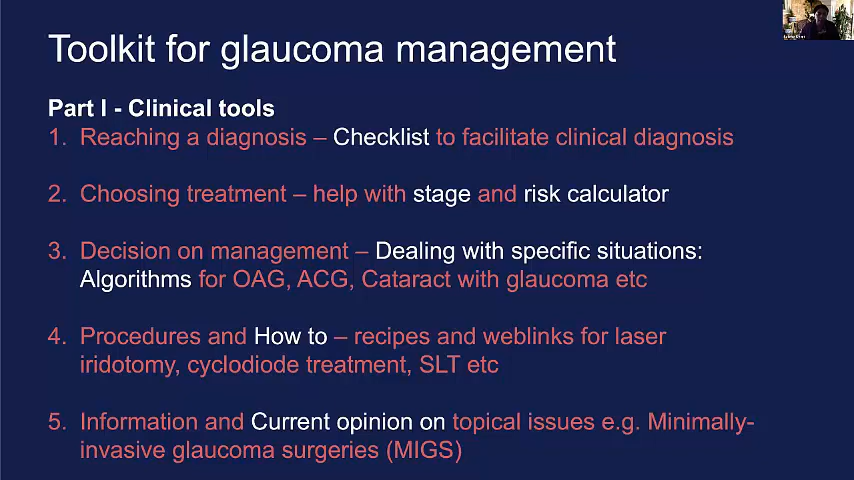 Toolkit for glaucoma management
Part I - Clinical tools
1. Reaching a diagnosis – Checklist to facilitate clinical diagnosis
2. Choosing treatment – help with stage and risk calculator
3. Decision on management – Dealing with specific situations:
Algorithms for OAG, ACG, Cataract with glaucoma etc
4. Procedures and How to – recipes and weblinks for laser
iridotomy, cyclodiode treatment, SLT etc
5. Information and Current opinion on topical issues e.g. Minimally-
invasive glaucoma surgeries (MIGS)